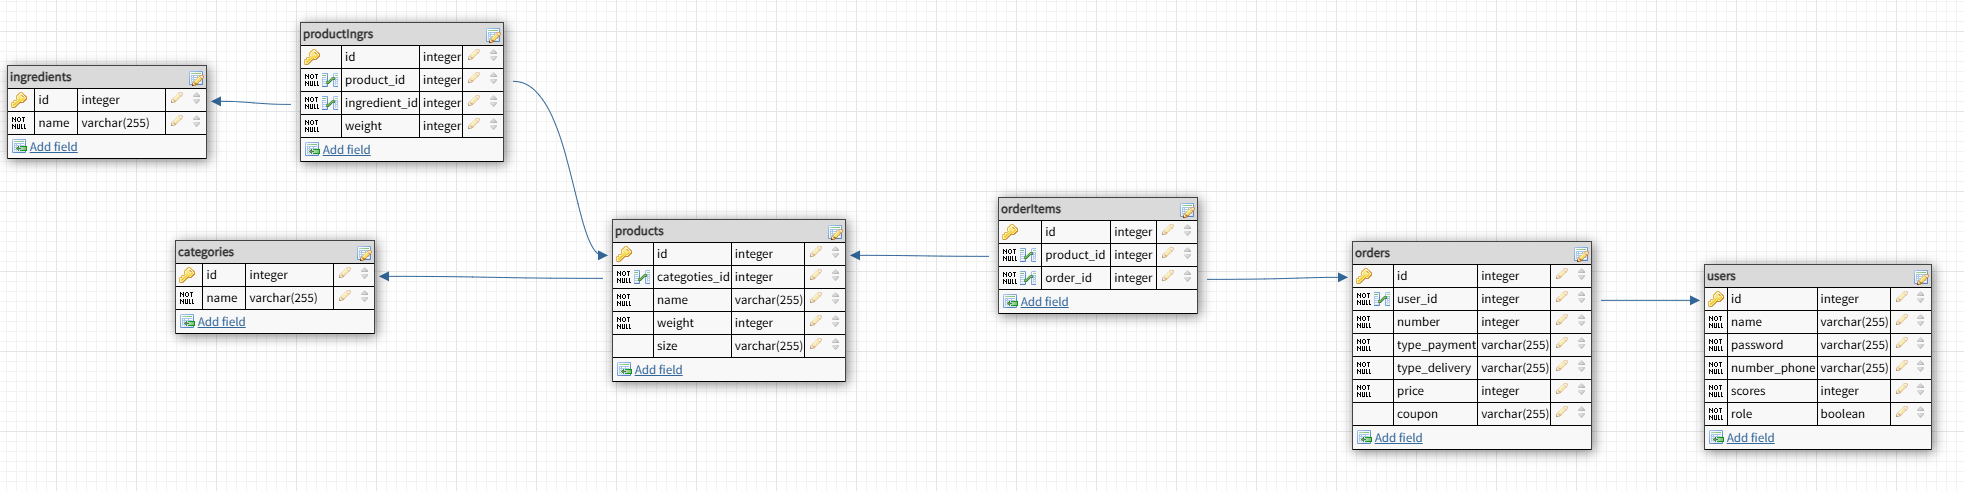 productIngrs
id integer
NOT NULL product_id integer
NOT NULL ingredient_id integer
NOT NULL weight integer
Add field
ingredients
id integer
NOT NULL name varchar(255)
Add field
categories
id integer
NOT NULL name varchar(255)
Add field
products
id integer
NOT NULL categoties_id integer
NOT NULL name varchar(255)
NOT NULL weight integer
size varchar(255)
Add field
orderItems
id integer
NOT NULL product_id integer
NOT NULL order_id integer
Add field
orders
id integer
NOT NULL user_id integer
NOT NULL number integer
NOT NULL type_payment varchar(255)
NOT NULL type_delivery varchar(255)
NOT NULL price integer
coupon varchar(255)
Add field
users
id integer
NOT NULL name varchar(255)
NOT NULL password varchar(255)
NOT NULL number_phone varchar(255)
NOT NULL scores integer
NOT NULL role boolean
Add field